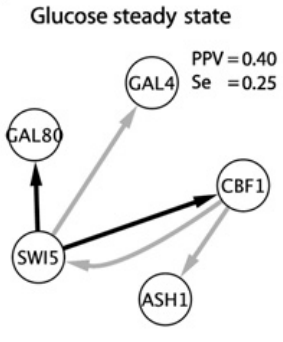 Glucose steady state
PPV = 0.40
Se = 0.25
GAL4
GAL80
CBF1
SWI5
ASH1